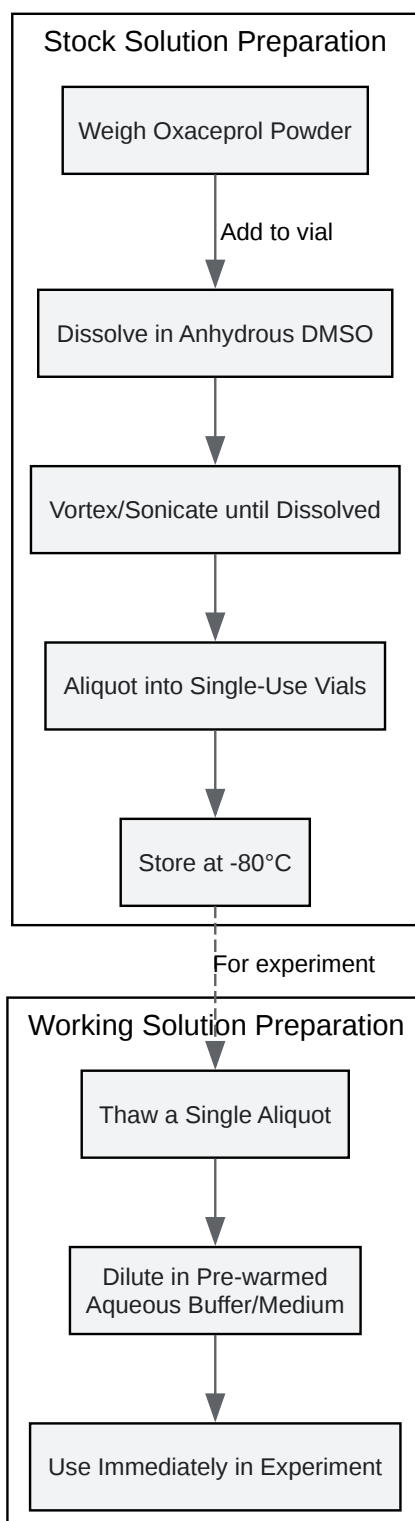 Stock Solution Preparation
Weigh Oxaceprol Powder
Add to vial
Dissolve in Anhydrous DMSO
Vortex/Sonicate until Dissolved
Aliquot into Single-Use Vials
Store at -80°C
For experiment
Working Solution Preparation
Thaw a Single Aliquot
Dilute in Pre-warmed
Aqueous Buffer/Medium
Use Immediately in Experiment